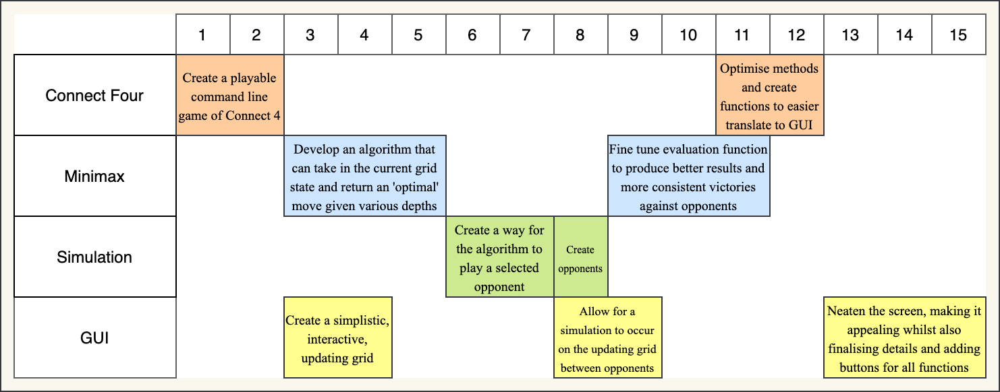 1 2 3 4 5 6 7 8 9 10 11 12 13 14 15
Connect Four
Create a playable
command line
game of Connect 4
Optimise methods
and create
functions to easier
translate to GUI
Minimax
Develop an algorithm that
can take in the current grid
state and return an 'optimal'
move given various depths
Fine tune evaluation function
to produce better results and
more consistent victories
against opponents
Simulation
Create a way for
the algorithm to
play a selected
opponent
Create
opponents
GUI
Create a simplistic,
interactive,
updating grid
Allow for a
simulation to occur
on the updating grid
between opponents
Neaten the screen, making it
appealing whilst also
finalising details and adding
buttons for all functions